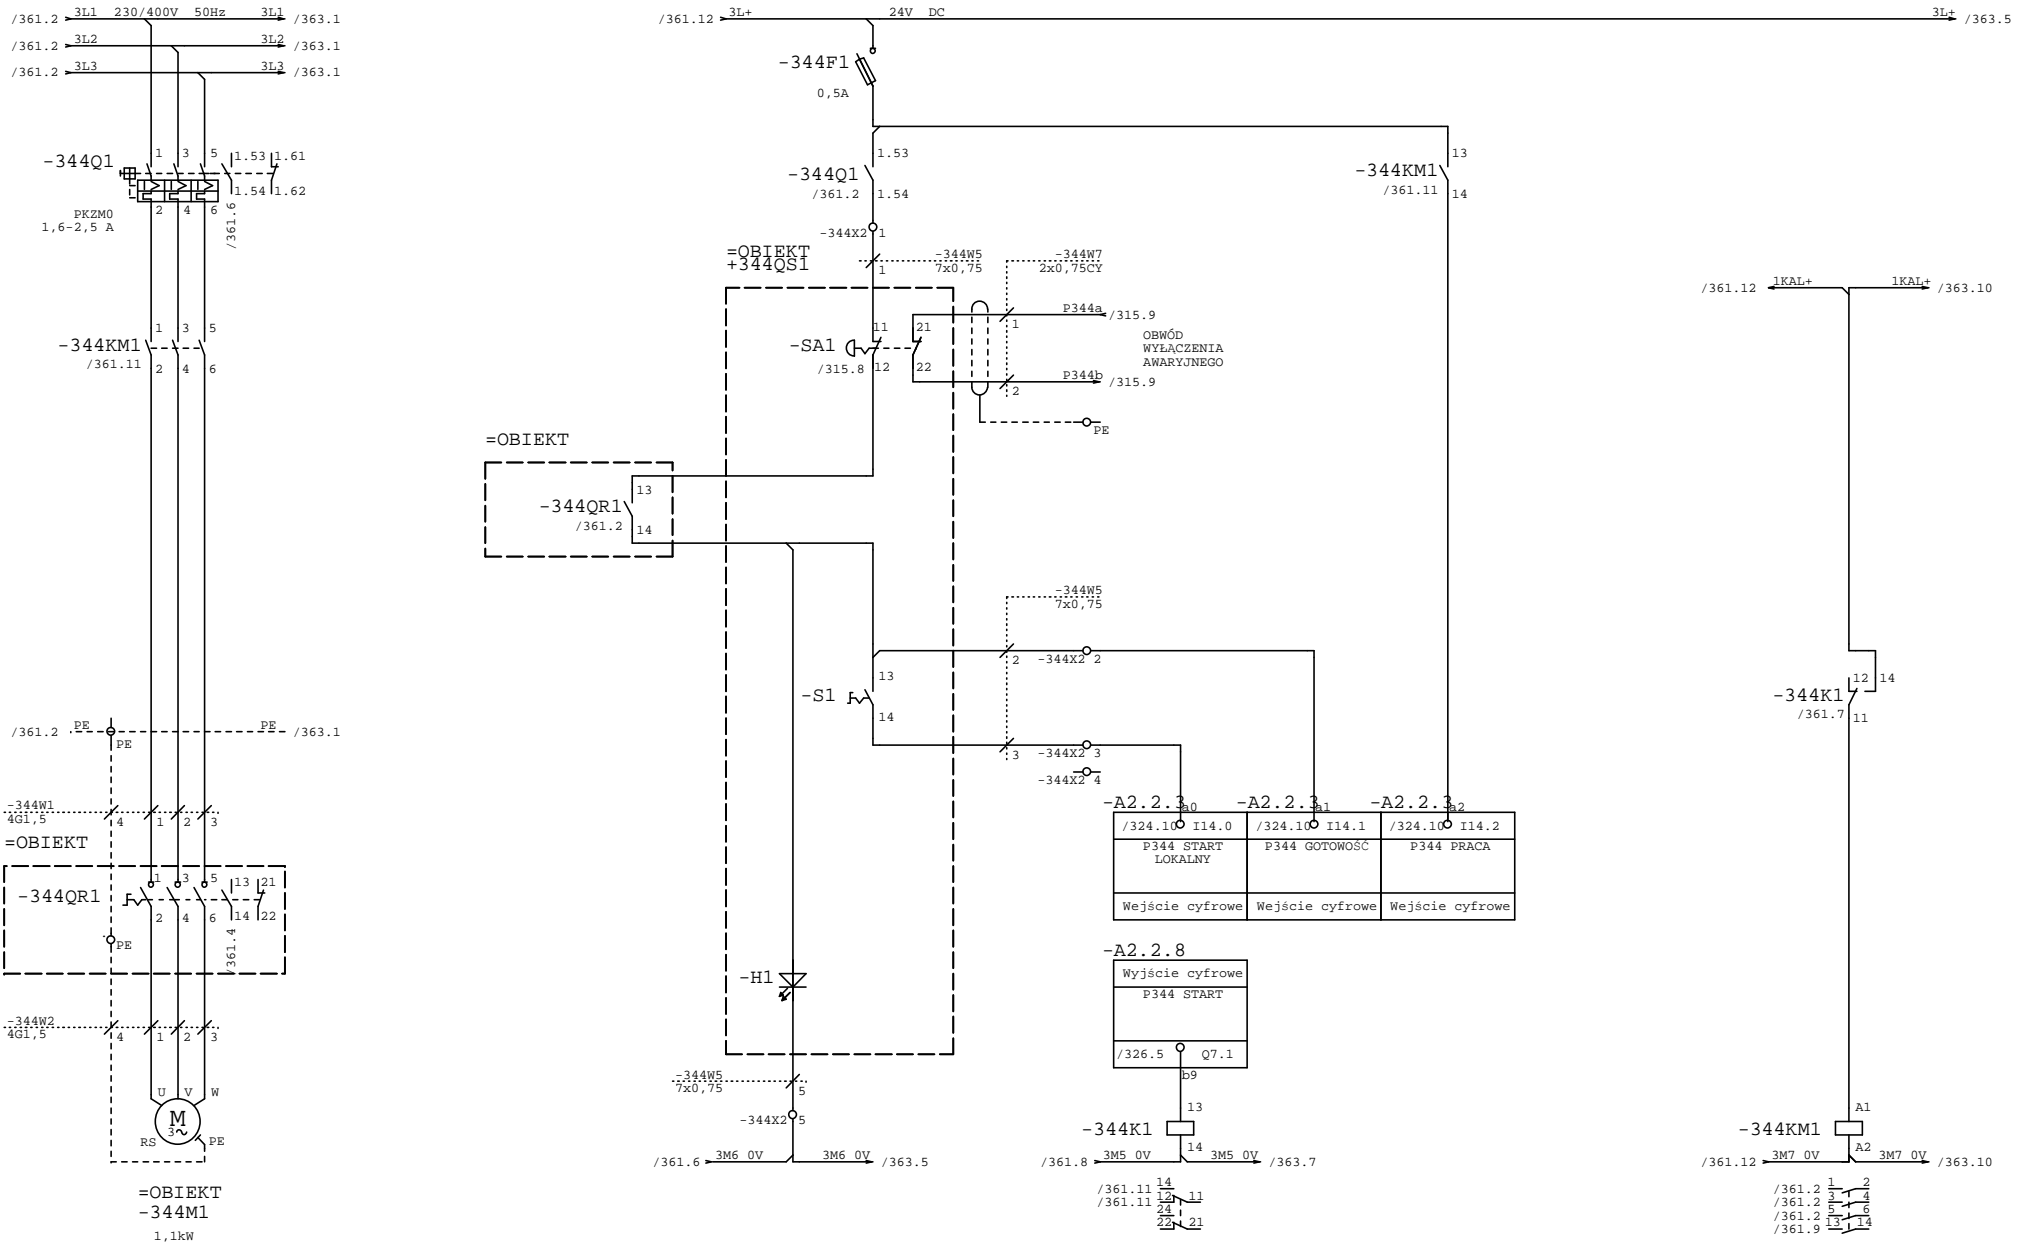 /361.2 3L1 230/400V 50Hz 3L1 /363.1
/361.2 3L2 3L2 /363.1
/361.2 3L3 3L3 /363.1
/361.12 3L+ 24V DC 3L+ /363.5
-344F1
0,5A
-344Q1
1 3 5 1.53 1.61
2 4 6 1.54 1.62
/361.6
PKZM0
1,6-2,5 A
-344Q1
/361.2
1.53
1.54
-344KM1
/361.11
13
14
-344X2 1
=OBIEKT
+344QS1
1
-344W5
7x0,75
-344W7
2x0,75CY
/361.12 1KAL+ 1KAL+ /363.10
-344KM1
/361.11
1 3 5
2 4 6
-SA1
/315.8
11 21
12 22
1 P344a /315.9
OBWÓD
WYŁĄCZENIA
AWARYJNEGO
2 P344b /315.9
PE
=OBIEKT
-344QR1
/361.2
13
14
-344W5
7x0,75
2 -344X2 2
-S1
13
14
3 -344X2 3
-344X2 4
-344K1
/361.7
12 14
11
/361.2 PE PE /363.1
PE
-344W1
4G1,5
4 1 2 3
=OBIEKT
-344QR1
1 3 5 13 21
2 4 6 14 22
/361.4
PE
-A2.2.3 a0 -A2.2.3 a1 -A2.2.3 a2
/324.10 I14.0 /324.10 I14.1 /324.10 I14.2
P344 START
LOKALNY
P344 GOTOWOŚĆ
P344 PRACA
Wejście cyfrowe Wejście cyfrowe Wejście cyfrowe
-A2.2.8
Wyjście cyfrowe
P344 START
/326.5 Q7.1
b9
-H1
-344W2
4G1,5
4 1 2 3
-344W5
7x0,75
5
-344X2 5
U V W
M
3~
RS
PE
-344K1
13
14
-344KM1
A1
A2
/361.6 3M6 0V 3M6 0V /363.5
/361.8 3M5 0V 3M5 0V /363.7
/361.12 3M7 0V 3M7 0V /363.10
=OBIEKT
-344M1
1,1kW
/361.11 14
/361.11 12 11
24
22 21
/361.2 1 2
/361.2 3 4
/361.2 5 6
/361.9 13 14